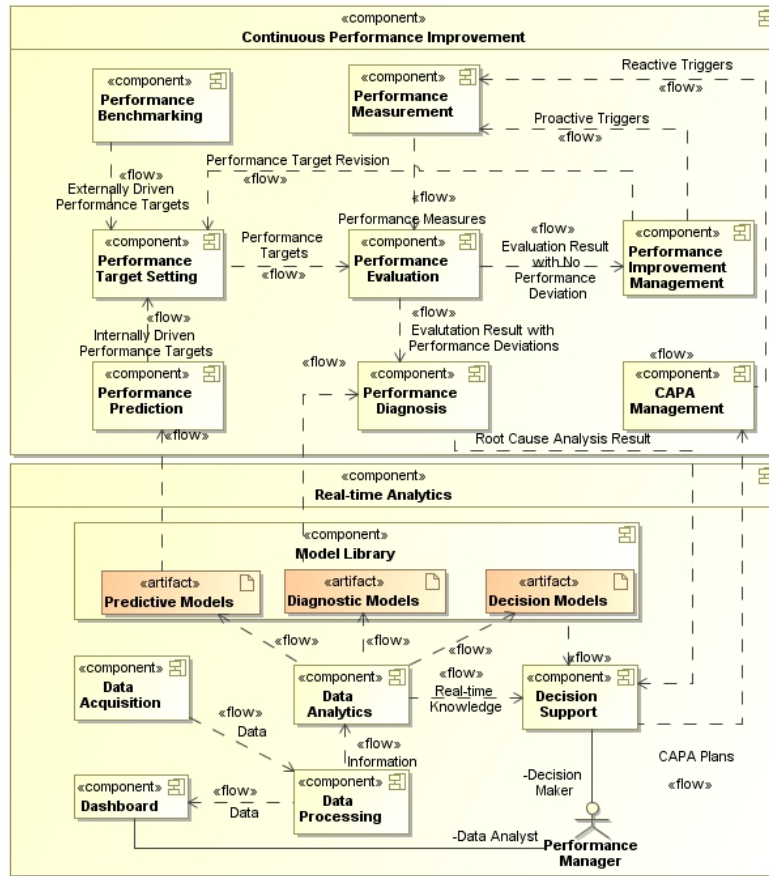 «component»
Continuous Performance Improvement
«component»
Performance
Benchmarking
«component»
Performance
Measurement
Reactive Triggers
«flow»
Proactive Triggers
«flow»
«flow»
Performance Target Revision
«flow»
Externally Driven
Performance Targets
«flow»
Performance Measures
«component»
Performance
Target Setting
Performance
Targets
«flow»
«component»
Performance
Evaluation
«flow»
Evaluation Result
with No
Performance
Deviation
«component»
Performance
Improvement
Management
«flow»
Internally Driven
Performance Targets
«flow»
Evalutation Result with
Performance Deviations
«flow»
«flow»
«component»
Performance
Prediction
«component»
Performance
Diagnosis
«component»
CAPA
Management
«flow»
Root Cause Analysis Result
«component»
Real-time Analytics
«component»
Model Library
«artifact»
Predictive Models
«artifact»
Diagnostic Models
«artifact»
Decision Models
«flow»
«flow»
«flow»
«flow»
«component»
Data
Acquisition
«component»
Data
Analytics
«flow»
Real-time
Knowledge
«component»
Decision
Support
«flow»
Data
«flow»
Information
CAPA Plans
«flow»
«component»
Dashboard
«flow»
Data
«component»
Data
Processing
-Decision
Maker
-Data Analyst
Performance
Manager